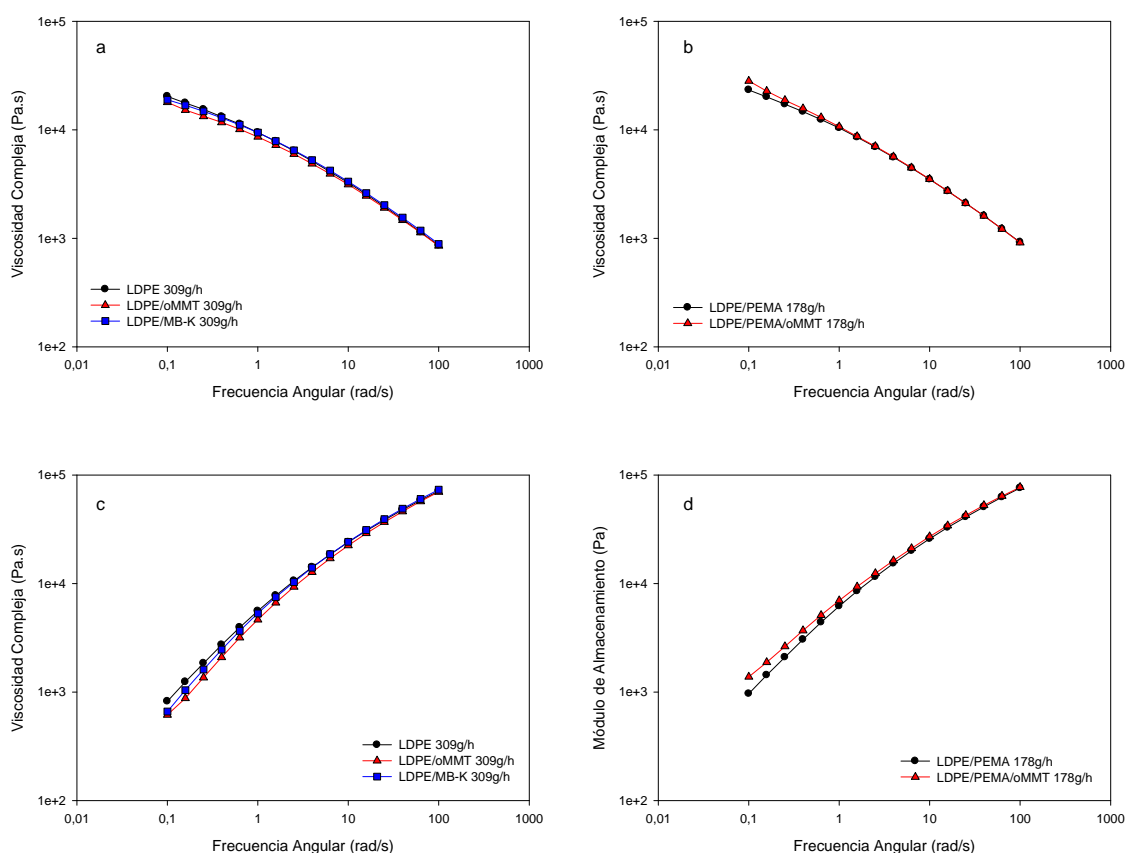 a
Viscosidad Compleja (Pa.s)
1e+5
1e+4
1e+3
1e+2
LDPE 309g/h
LDPE/oMMT 309g/h
LDPE/MB-K 309g/h
0,01 0,1 1 10 100 1000
Frecuencia Angular (rad/s)
b
Viscosidad Compleja (Pa.s)
1e+5
1e+4
1e+3
1e+2
LDPE/PEMA 178g/h
LDPE/PEMA/oMMT 178g/h
0,01 0,1 1 10 100 1000
Frecuencia Angular (rad/s)
c
Viscosidad Compleja (Pa.s)
1e+5
1e+4
1e+3
1e+2
LDPE 309g/h
LDPE/oMMT 309g/h
LDPE/MB-K 309g/h
0,01 0,1 1 10 100 1000
Frecuencia Angular (rad/s)
d
Módulo de Almacenamiento (Pa)
1e+5
1e+4
1e+3
1e+2
LDPE/PEMA 178g/h
LDPE/PEMA/oMMT 178g/h
0,01 0,1 1 10 100 1000
Frecuencia Angular (rad/s)